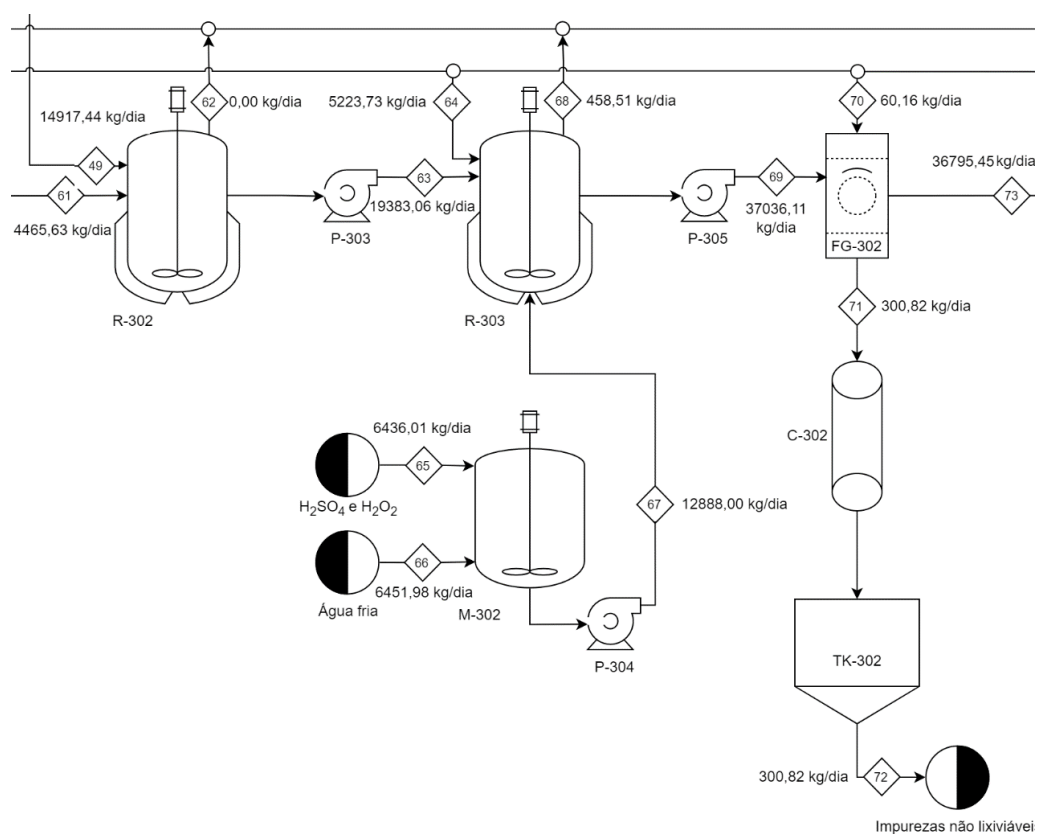 62
0,00 kg/dia
5223,73 kg/dia
64
68
458,51 kg/dia
70
60,16 kg/dia
14917,44 kg/dia
49
61
4465,63 kg/dia
63
19383,06 kg/dia
P-303
R-302
R-303
69
37036,11
kg/dia
P-305
FG-302
36795,45 kg/dia
73
71
300,82 kg/dia
C-302
6436,01 kg/dia
65
H₂SO₄ e H₂O₂
66
6451,98 kg/dia
Água fria
M-302
67
12888,00 kg/dia
P-304
TK-302
300,82 kg/dia
72
Impurezas não lixiviáveis